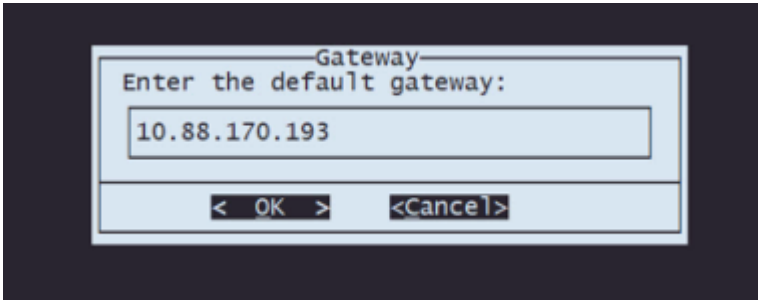 Gateway
Enter the default gateway:
10.88.170.193
< OK > <Cancel>